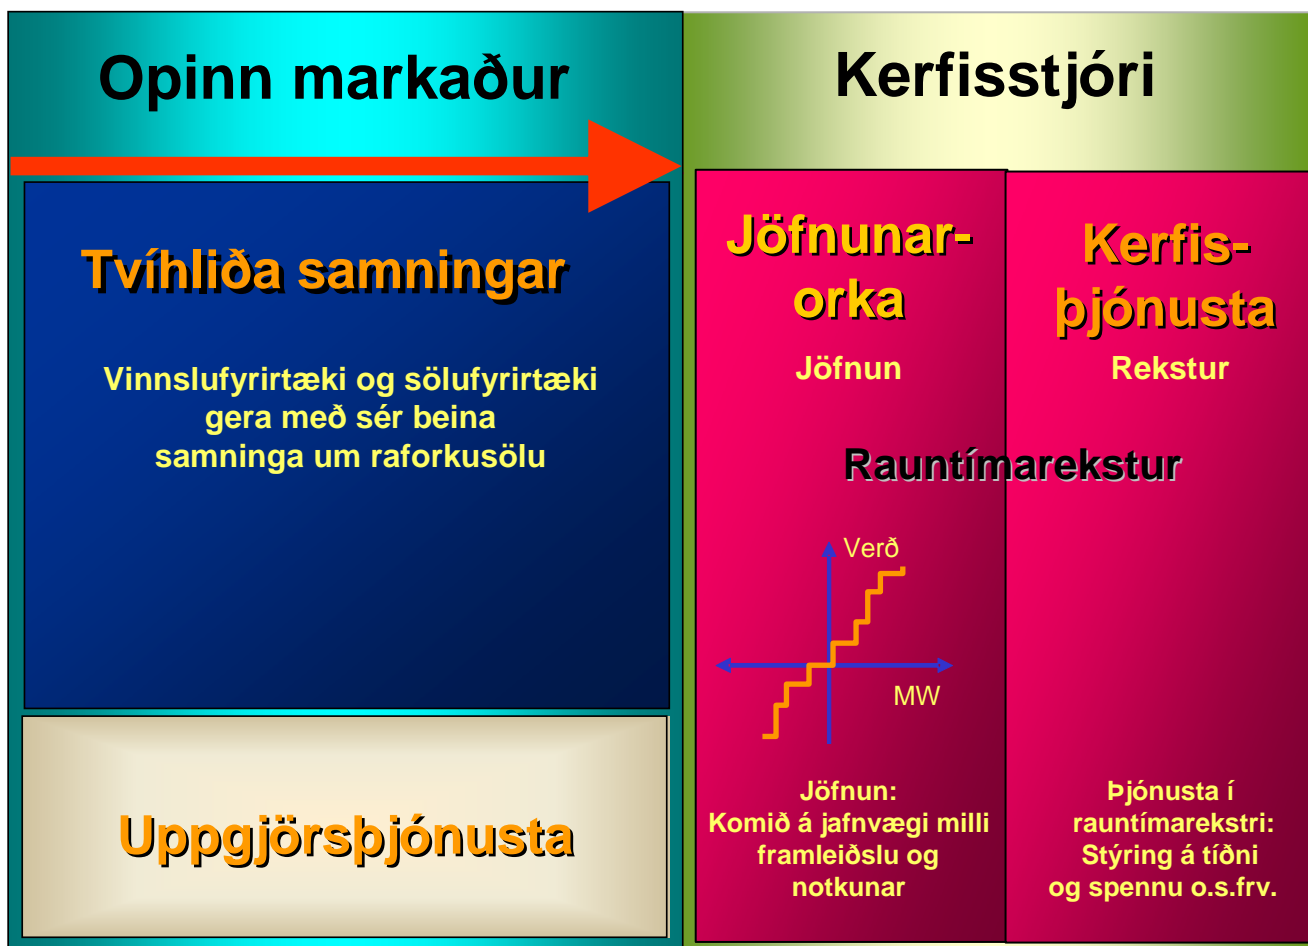 Opinn markaður
Tvíhliða samningar
Vinnslufyrirtæki og sölufyrirtæki
gera með sér beina
samninga um raforkusölu
Uppgjörsþjónusta
Kerfisstjóri
Jöfnunar-
orka
Jöfnun
Kerfis-
þjónusta
Rekstur
Rauntímarekstur
Verð
MW
Jöfnun:
Komið á jafnvægi milli
framleiðslu og
notkunar
Þjónusta í
rauntímarekstri:
Stýring á tíðni
og spennu o.s.frv.